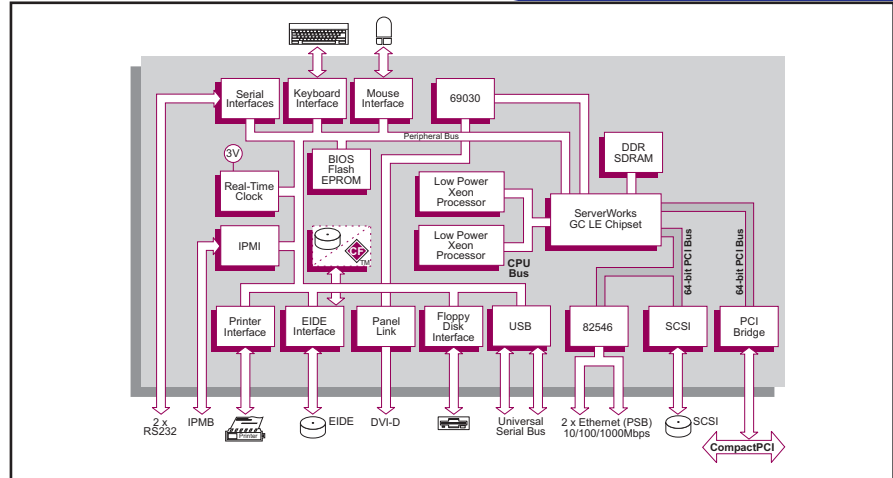 Serial
Interfaces
Keyboard
Interface
Mouse
Interface
69030
Peripheral Bus
DDR
SDRAM
3V
BIOS
Flash
EPROM
Real-Time
Clock
Low Power
Xeon
Processor
ServerWorks
GC LE Chipset
IPMI
CF
TM
Low Power
Xeon
Processor
CPU
Bus
64-bit PCI Bus
64-bit PCI Bus
Printer
Interface
EIDE
Interface
Panel
Link
Floppy
Disk
Interface
USB
82546
SCSI
PCI
Bridge
2 x
RS232
IPMB
Printer
EIDE
DVI-D
Universal
Serial Bus
2 x Ethernet (PSB)
10/100/1000Mbps
SCSI
CompactPCI